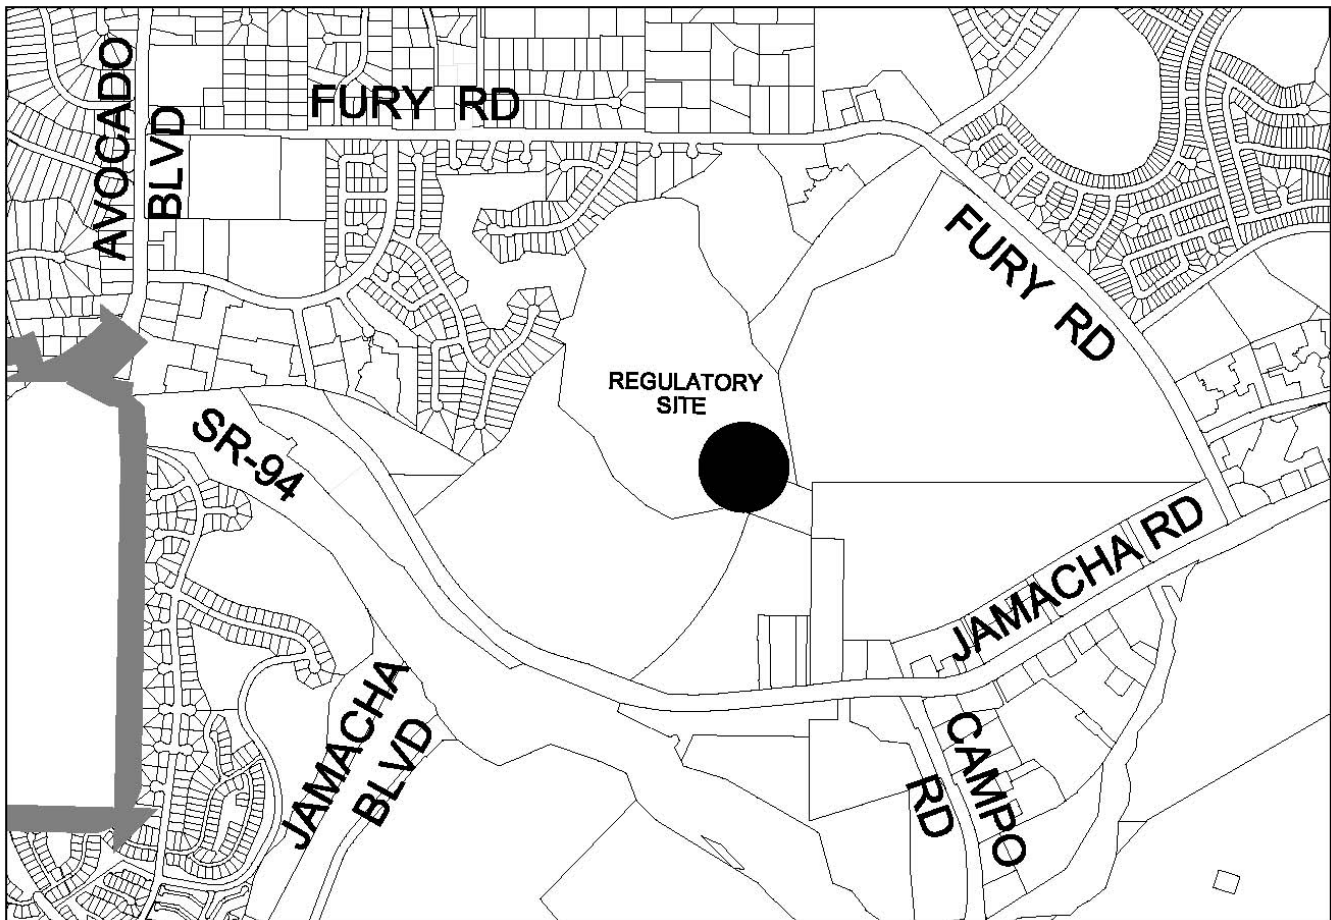 AVOCADO
BLVD
FURY RD
FURY RD
REGULATORY
SITE
SR-94
JAMACHA RD
JAMACHA
BLVD
CAMPO
RD